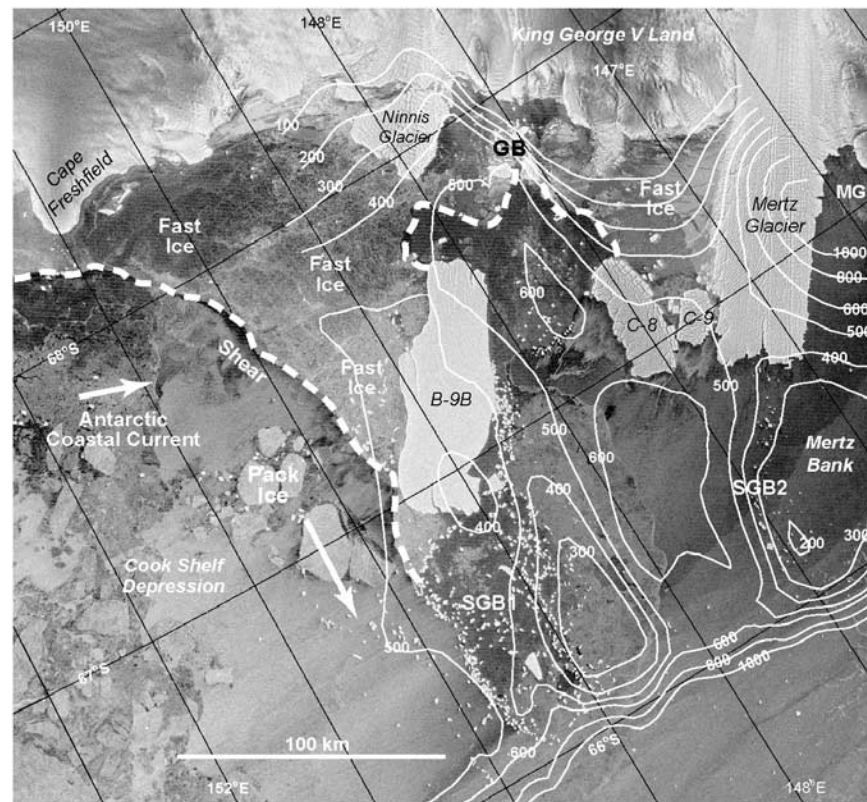 150°E
148°E
King George V Land
147°E
Ninnis
Glacier
100
200
300
400
GB
500
Cape
Freshfield
Fast
Ice
Fast
Ice
MG
Mertz
Glacier
Fast
Ice
1000
800
600
500
600
C-8
C-9
68°S
Shear
Fast
Ice
400
500
B-9B
Antarctic
Coastal Current
500
600
Mertz
Bank
Pack
Ice
400
400
SGB2
300
200
300
Cook Shelf
Depression
SGB1
500
67°S
600
800
1000
100 km
600
66°S
152°E
148°E